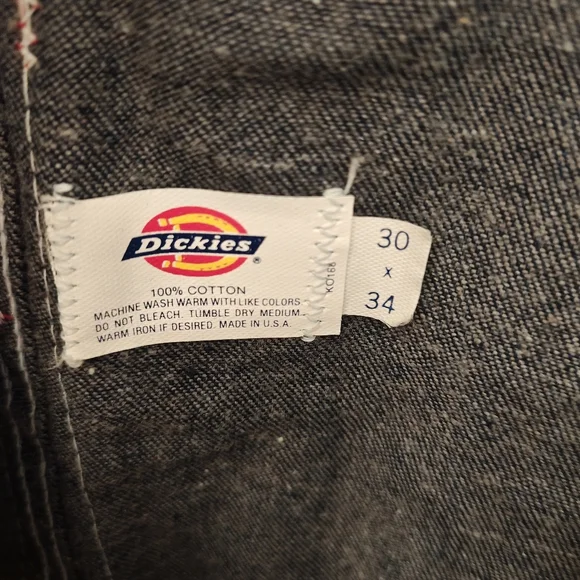 Dickies®
100% COTTON
MACHINE WASH WARM WITH LIKE COLORS
DO NOT BLEACH. TUMBLE DRY MEDIUM.
WARM IRON IF DESIRED. MADE IN U.S.A.
KO168
30
x
34